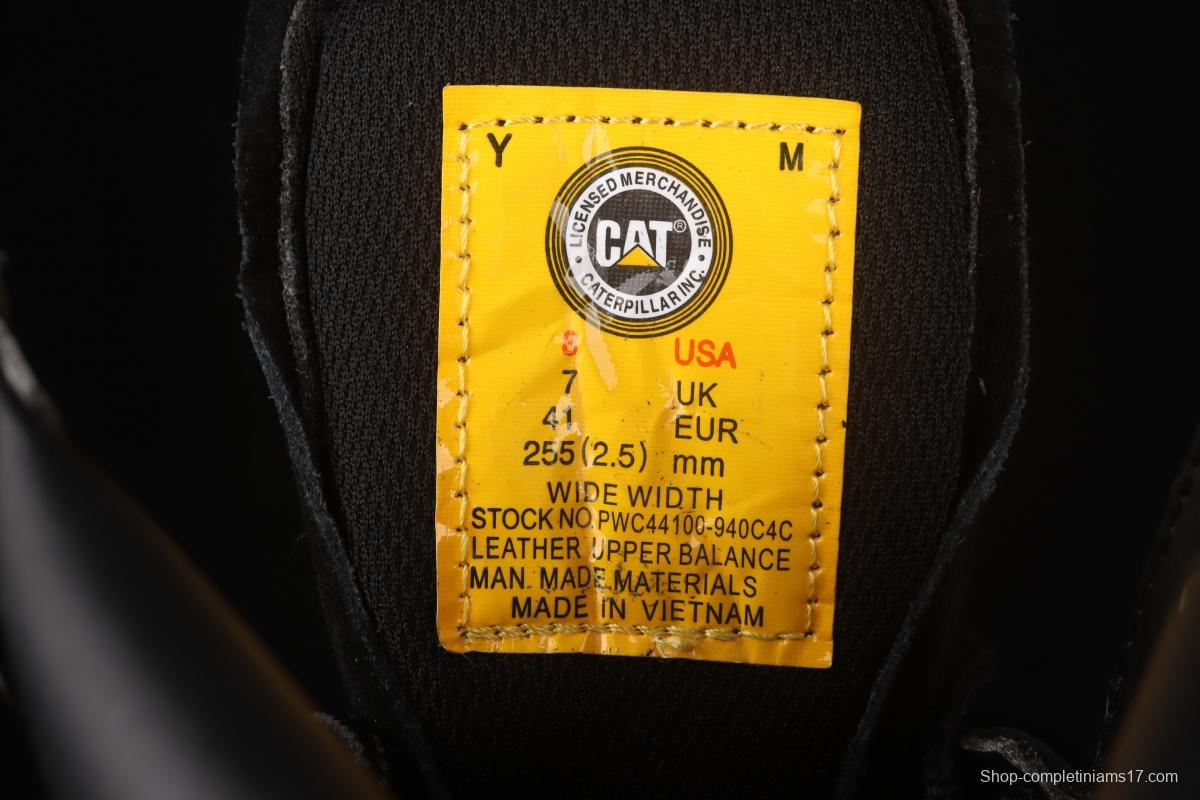 Y M
LICENSED MERCHANDISE
CAT®
CATERPILLAR INC.
8 USA
7 UK
41 EUR
255(2.5) mm
WIDE WIDTH
STOCK NO.PWC44100-940C4C
LEATHER UPPER BALANCE
MAN MADE MATERIALS
MADE IN VIETNAM
Shop-completiniams17.com